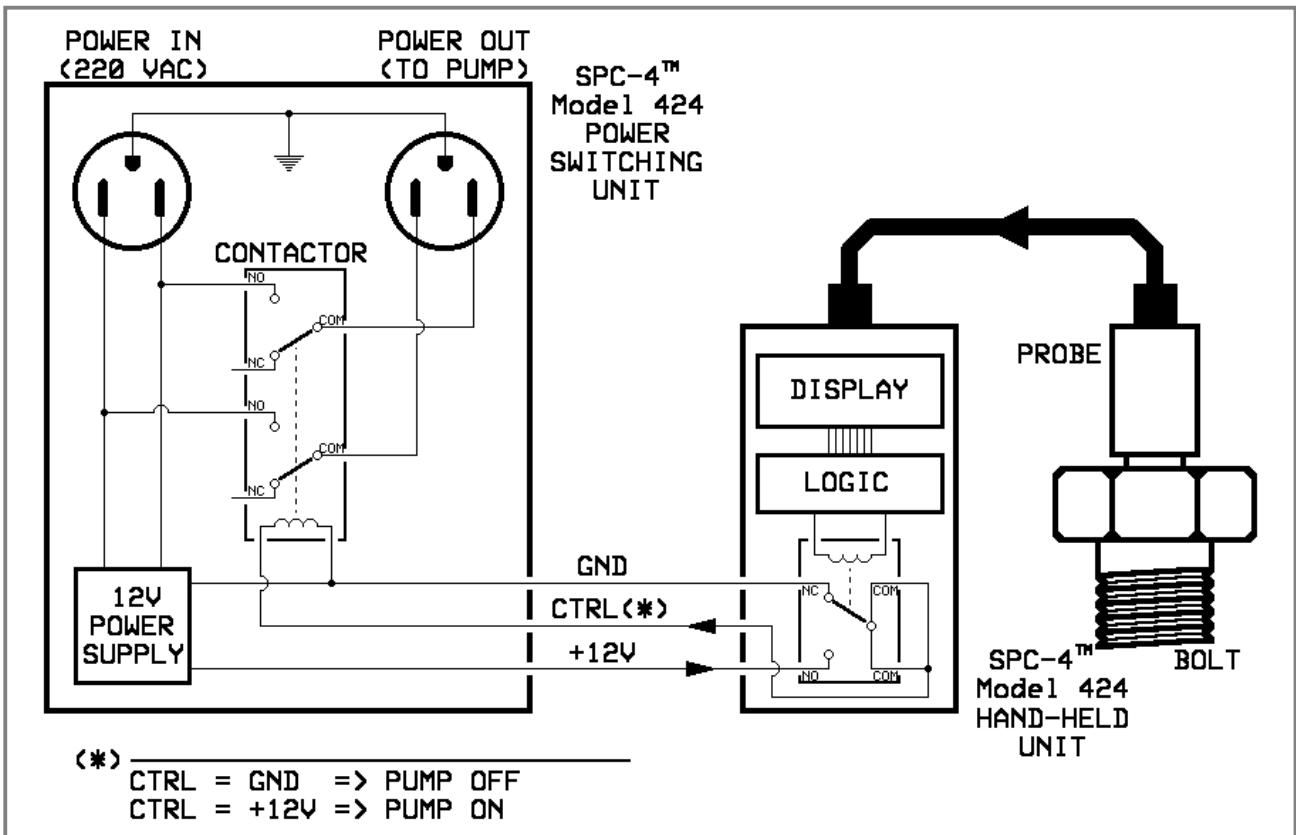 POWER IN
(220 VAC)
POWER OUT
(TO PUMP)
SPC-4™
Model 424
POWER
SWITCHING
UNIT
CONTACTOR
NO
COM
NC
NO
COM
NC
12V
POWER
SUPPLY
GND
CTRL(*)
+12V
DISPLAY
LOGIC
NC
COM
NO
COM
PROBE
BOLT
SPC-4™
Model 424
HAND-HELD
UNIT
(*)
CTRL = GND => PUMP OFF
CTRL = +12V => PUMP ON